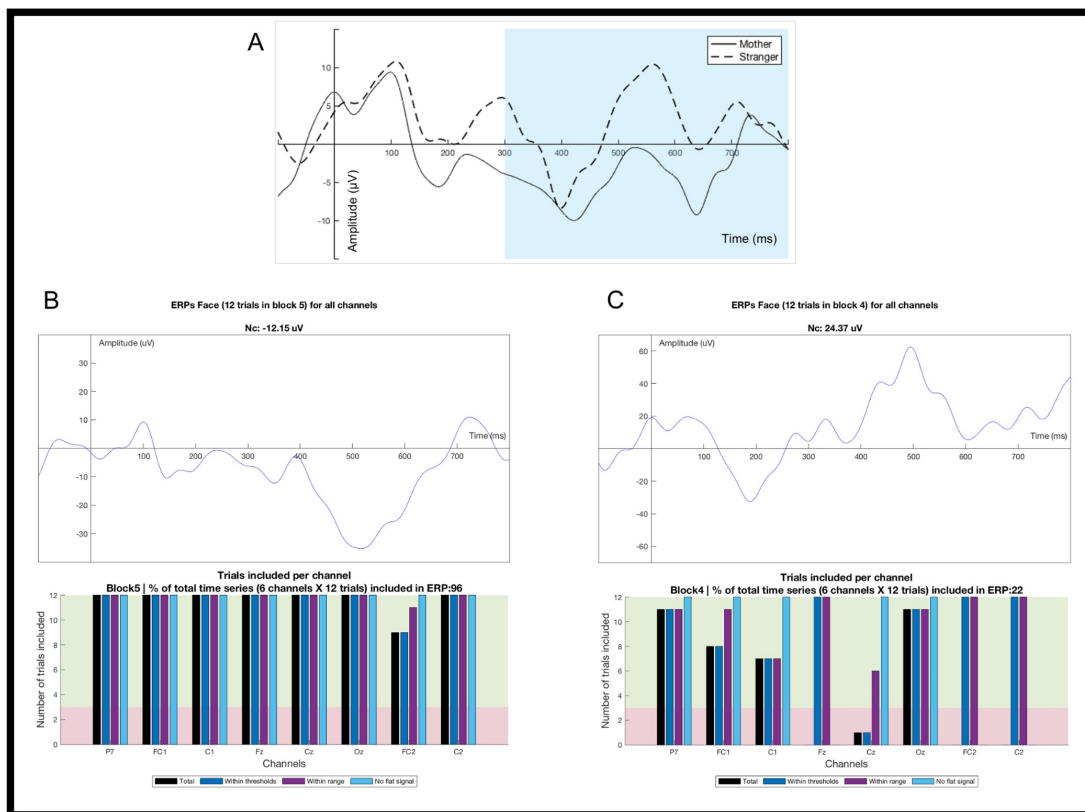 A
Mother
Stranger
10
5
100
200
300
400
500
600
700
-5
-10
Amplitude (µV)
Time (ms)
B
ERPs Face (12 trials in block 5) for all channels
Nc: -12.15 uV
Amplitude (uV)
30
20
10
Time (ms)
100
200
300
400
500
600
700
-10
-20
-30
Trials included per channel
Block5 | % of total time series (6 channels X 12 trials) included in ERP:96
12
10
8
6
4
2
0
Number of trials included
P7
FC1
C1
Fz
Cz
Oz
FC2
C2
Channels
Total
Within thresholds
Within range
No flat signal
C
ERPs Face (12 trials in block 4) for all channels
Nc: 24.37 uV
Amplitude (uV)
60
40
20
Time (ms)
100
200
300
400
500
600
700
-20
-40
-60
Trials included per channel
Block4 | % of total time series (6 channels X 12 trials) included in ERP:22
12
10
8
6
4
2
0
Number of trials included
P7
FC1
C1
Fz
Cz
Oz
FC2
C2
Channels
Total
Within thresholds
Within range
No flat signal